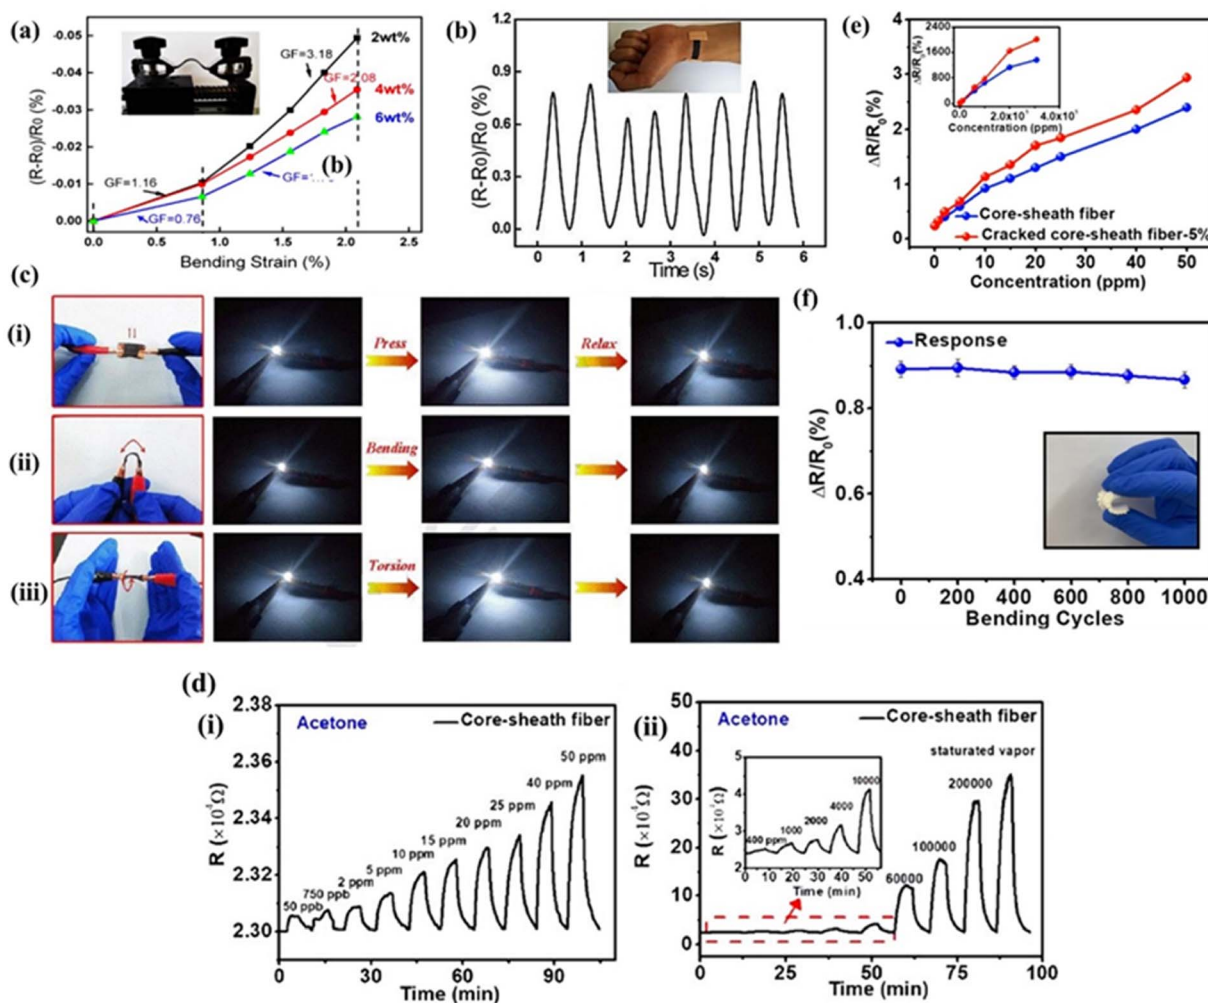 (a)
-0.05
-0.04
-0.03
-0.02
-0.01
0.00
(R-R0)/R0 (%)
GF=3.18
2wt%
GF=2.08
4wt%
6wt%
(b)
GF=1.16
GF=0.76
0.0 0.5 1.0 1.5 2.0 2.5
Bending Strain (%)
(b)
1.2
0.9
0.6
0.3
0.0
(R-R0)/R0 (%)
0 1 2 3 4 5 6
Time (s)
(e)
4
3
2
1
0
ΔR/R0(%)
2400
1600
800
0
ΔR/R0(%)
Concentration (ppm)
Core-sheath fiber
Cracked core-sheath fiber-5%
0 10 20 30 40 50
Concentration (ppm)
(c)
(i)
Press
Relax
(ii)
Bending
(iii)
Torsion
(f)
1.0
0.8
0.6
0.4
ΔR/R0(%)
Response
0 200 400 600 800 1000
Bending Cycles
(d)
(i)
2.38
2.36
2.34
2.32
2.30
R (×10⁴Ω)
Acetone
Core-sheath fiber
50 ppb
750 ppb
2 ppm
5 ppm
10 ppm
15 ppm
20 ppm
25 ppm
40 ppm
50 ppm
0 30 60 90
Time (min)
(ii)
50
40
30
20
10
0
R (×10⁴Ω)
Acetone
Core-sheath fiber
staturated vapor
5
4
3
2
R (×10⁴Ω)
400 ppm
1000
2000
4000
10000
0 10 20 30 40 50
Time (min)
60000
100000
200000
0 25 50 75 100
Time (min)